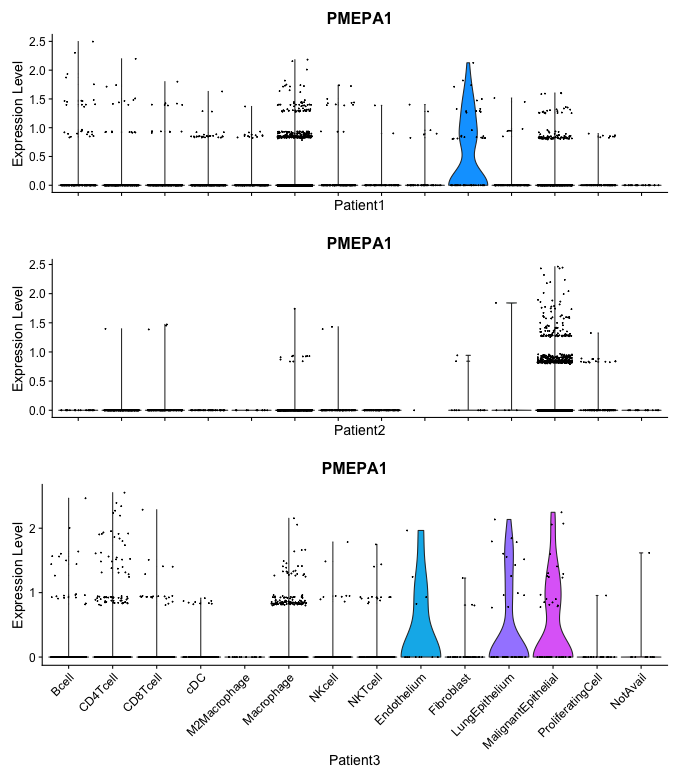 PMEPA1
Expression Level
2.5
2.0
1.5
1.0
0.5
0.0
Patient1
PMEPA1
Expression Level
2.5
2.0
1.5
1.0
0.5
0.0
Patient2
PMEPA1
Expression Level
2
1
0
Bcell
CD4Tcell
CD8Tcell
cDC
M2Macrophage
Macrophage
NKcell
NKTcell
Endothelium
Fibroblast
LungEpithelium
MalignantEpithelial
ProliferatingCell
NotAvail
Patient3